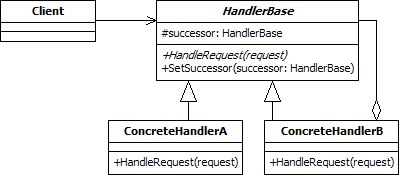 Client
HandlerBase
#successor: HandlerBase
+HandleRequest(request)
+SetSuccessor(successor: HandlerBase)
ConcreteHandlerA
+HandleRequest(request)
ConcreteHandlerB
+HandleRequest(request)